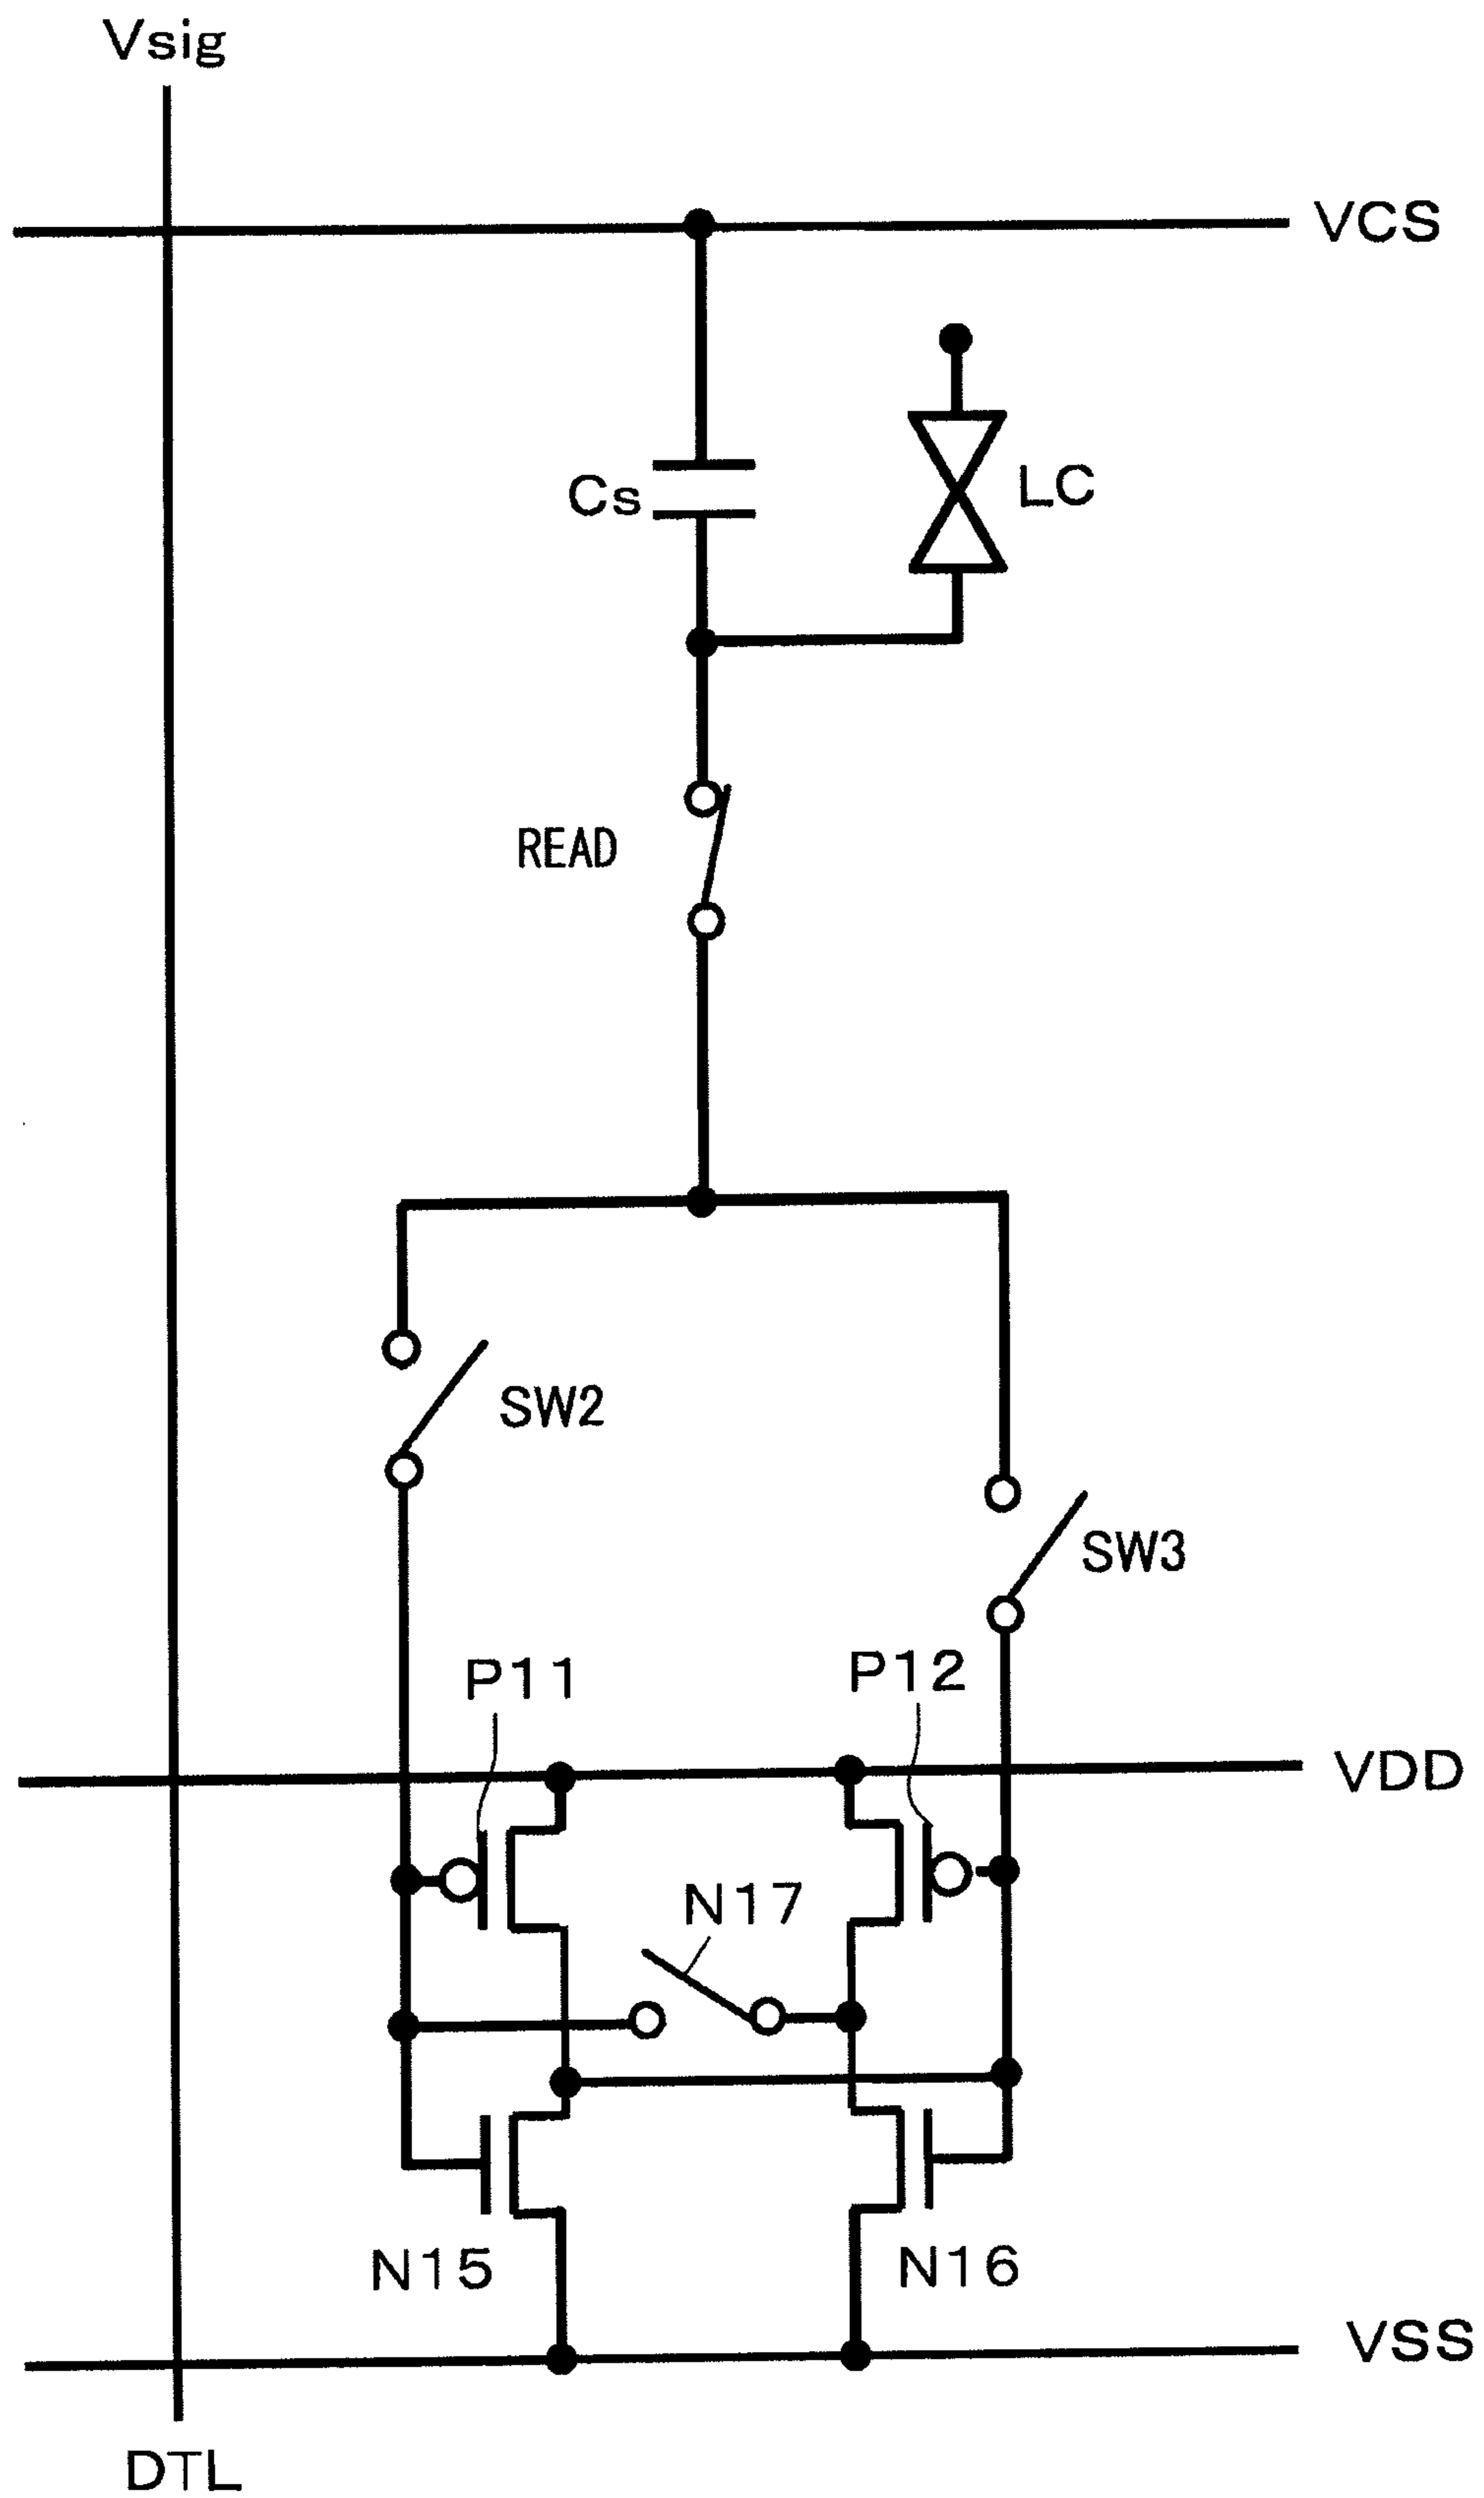 Vsig
VCS
Cs
LC
READ
SW2
SW3
P11
P12
VDD
N17
N15
N16
VSS
DTL